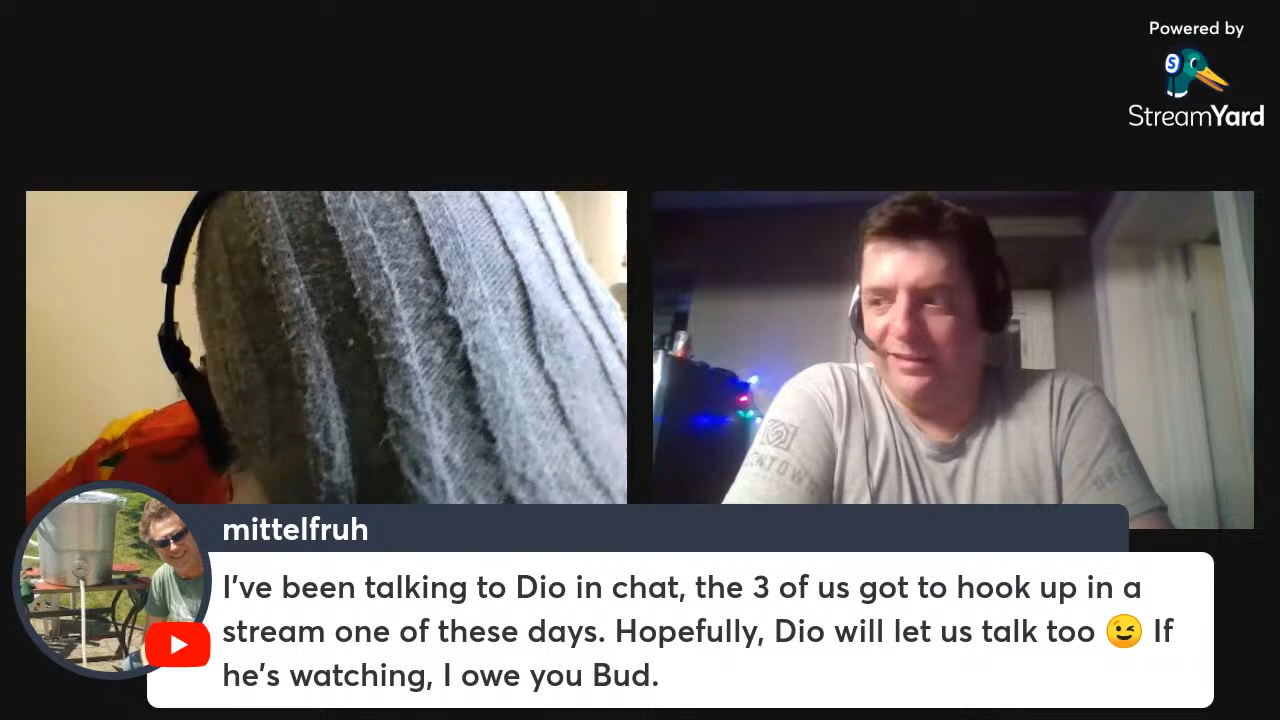 Powered by
S
StreamYard
mittelfruh
I've been talking to Dio in chat, the 3 of us got to hook up in a
stream one of these days. Hopefully, Dio will let us talk too 😉 If
he's watching, I owe you Bud.